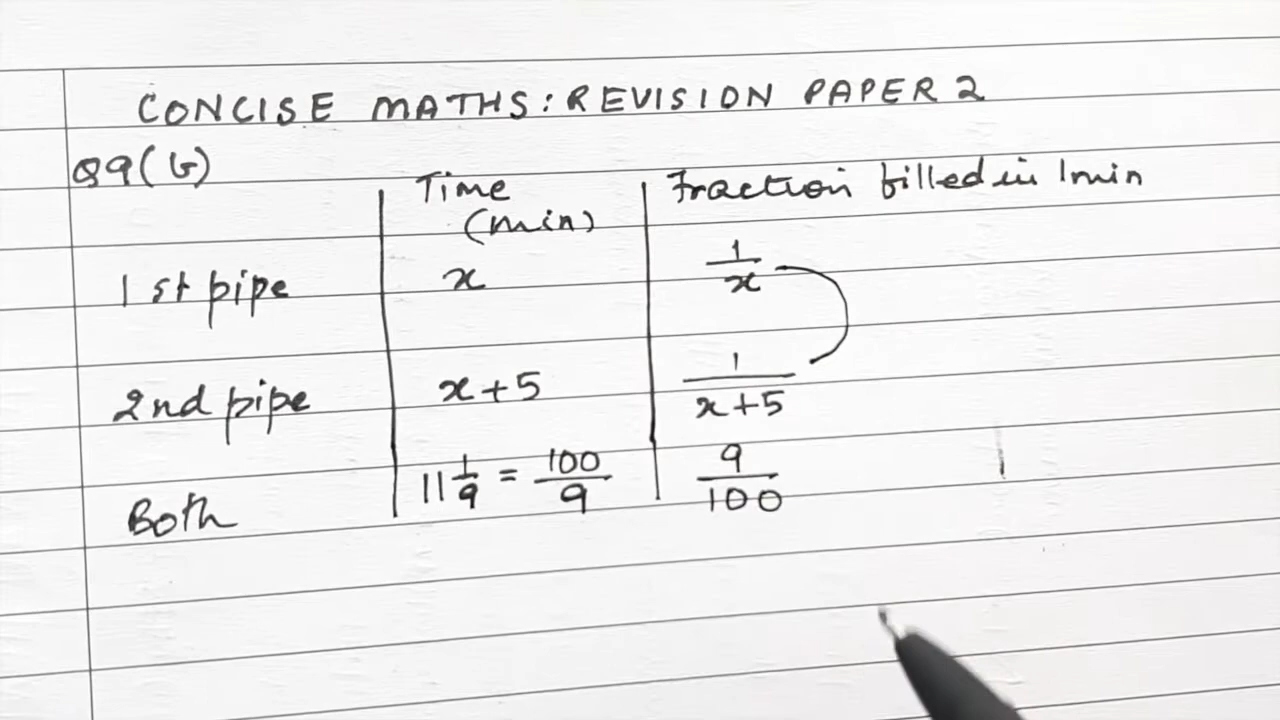 CONCISE MATHS: REVISION PAPER 2
Q9(b)
Time (min) Fraction filled in 1min
1st pipe x 1/x
2nd pipe x+5 1/x+5
Both 11 1/9 = 100/9 9/100